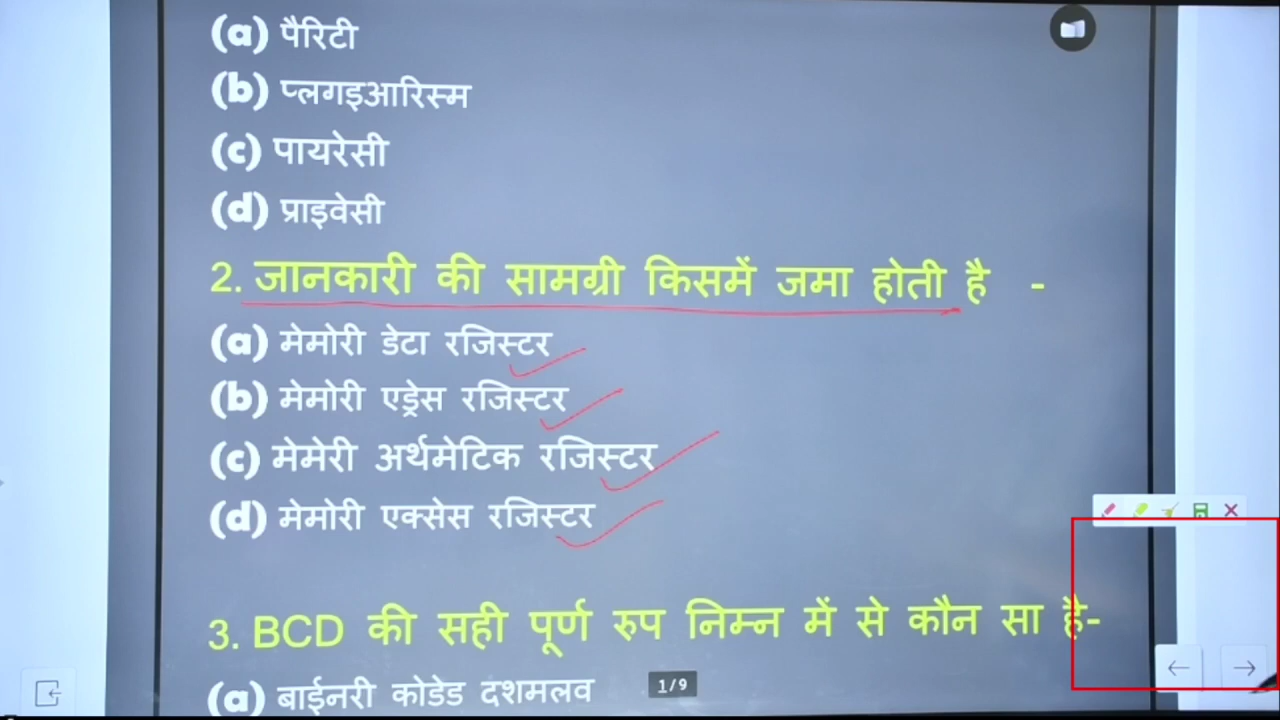 (a) पैरिटी
(b) प्लगइआरिस्म
(c) पायरेसी
(d) प्राइवेसी
2. जानकारी की सामग्री किसमें जमा होती है -
(a) मेमोरी डेटा रजिस्टर
(b) मेमोरी एड्रेस रजिस्टर
(c) मेमेरी अर्थमेटिक रजिस्टर
(d) मेमोरी एक्सेस रजिस्टर
3. BCD की सही पूर्ण रुप निम्न में से कौन सा है-
(a) बाईनरी कोडेड दशमलव
1/9